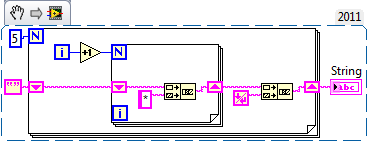 2011
5 N
i +1 N
String
"" * abc
i